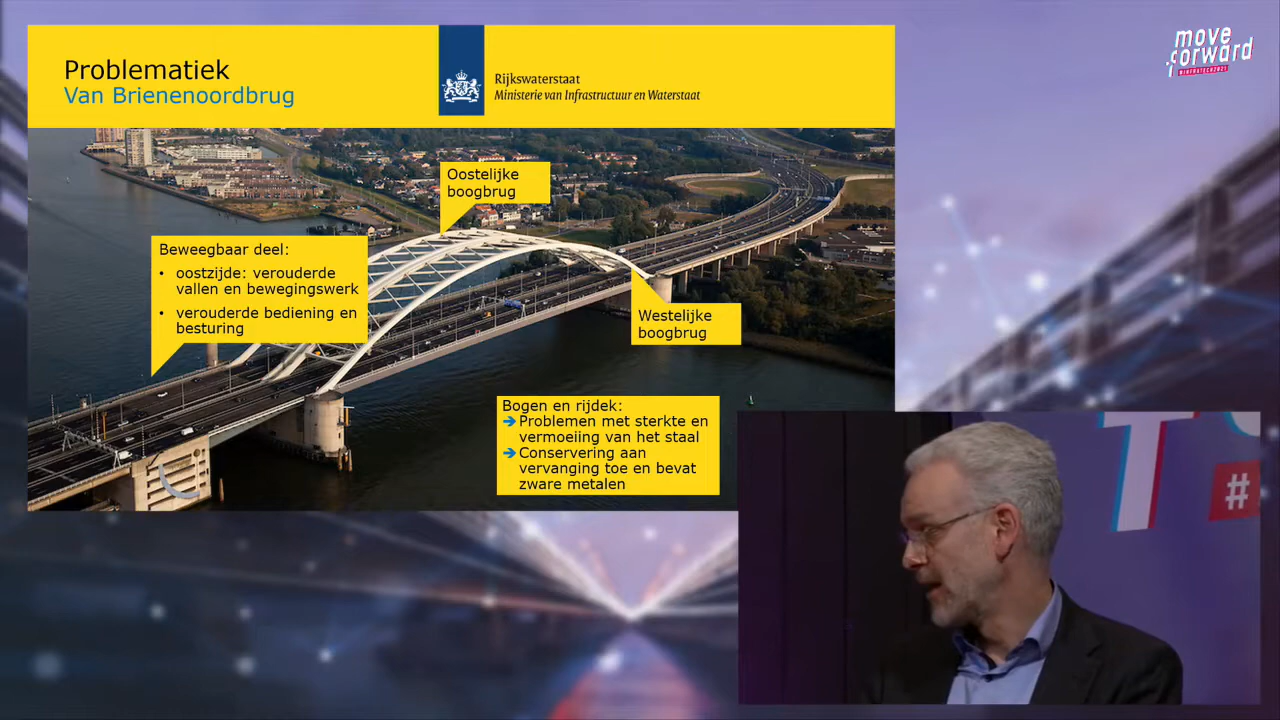 Problematiek
Van Brienenoordbrug
Rijkswaterstaat
Ministerie van Infrastructuur en Waterstaat
move
forward
#INFRATECH2021
Oostelijke
boogbrug
Beweegbaar deel:
• oostzijde: verouderde
vallen en bewegingswerk
• verouderde bediening en
besturing
Westelijke
boogbrug
Bogen en rijdek:
➔ Problemen met sterkte en
vermoeiing van het staal
➔ Conservering aan
vervanging toe en bevat
zware metalen
#